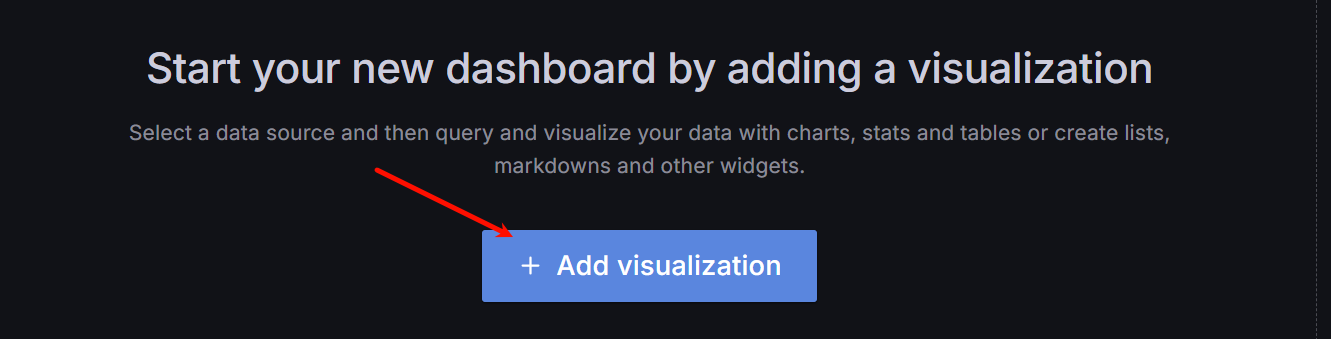 Start your new dashboard by adding a visualization
Select a data source and then query and visualize your data with charts, stats and tables or create lists,
markdowns and other widgets.
+ Add visualization